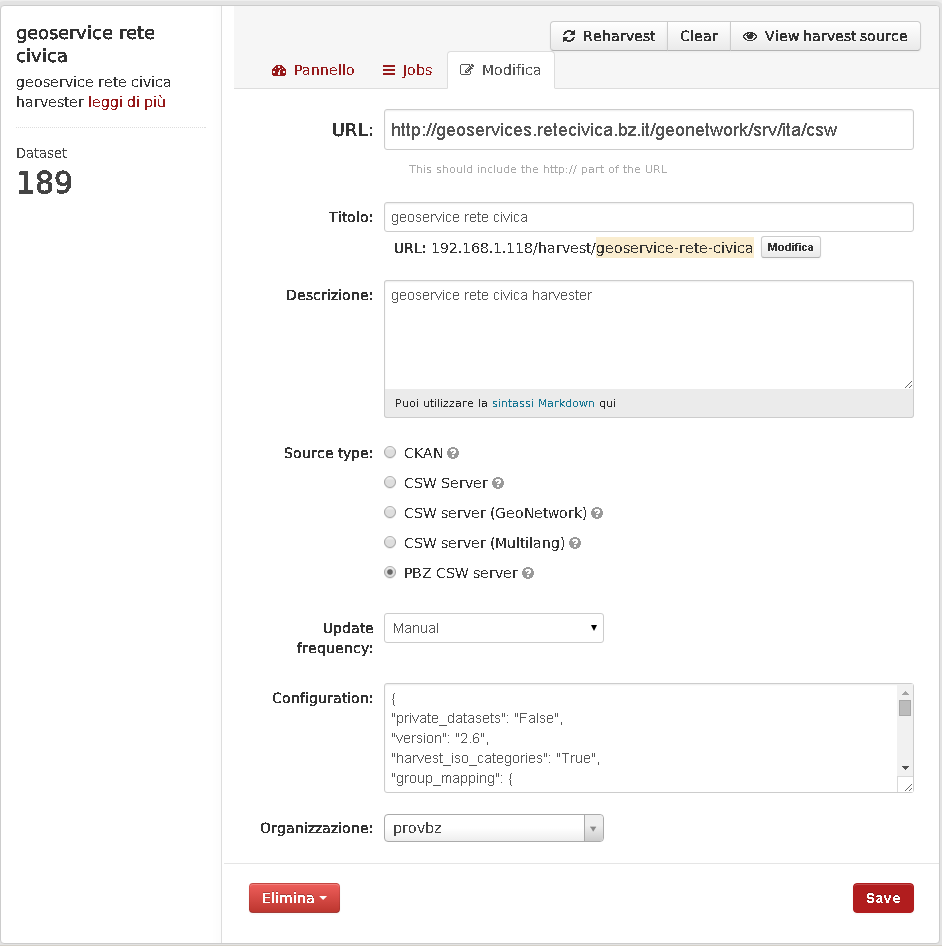 geoservice rete
civica
geoservice rete civica
harvester leggi di più
Dataset
189
Reharvest Clear View harvest source
Pannello Jobs Modifica
URL: http://geoservices.retecivica.bz.it/geonetwork/srv/ita/csw
This should include the http:// part of the URL
Titolo: geoservice rete civica
URL: 192.168.1.118/harvest/geoservice-rete-civica Modifica
Descrizione: geoservice rete civica harvester
Puoi utilizzare la sintassi Markdown qui
Source type: CKAN ?
CSW Server ?
CSW server (GeoNetwork) ?
CSW server (Multilang) ?
PBZ CSW server ?
Update
frequency: Manual
Configuration: {
"private_datasets": "False",
"version": "2.6",
"harvest_iso_categories": "True",
"group_mapping": {
Organizzazione: provbz
Elimina Save